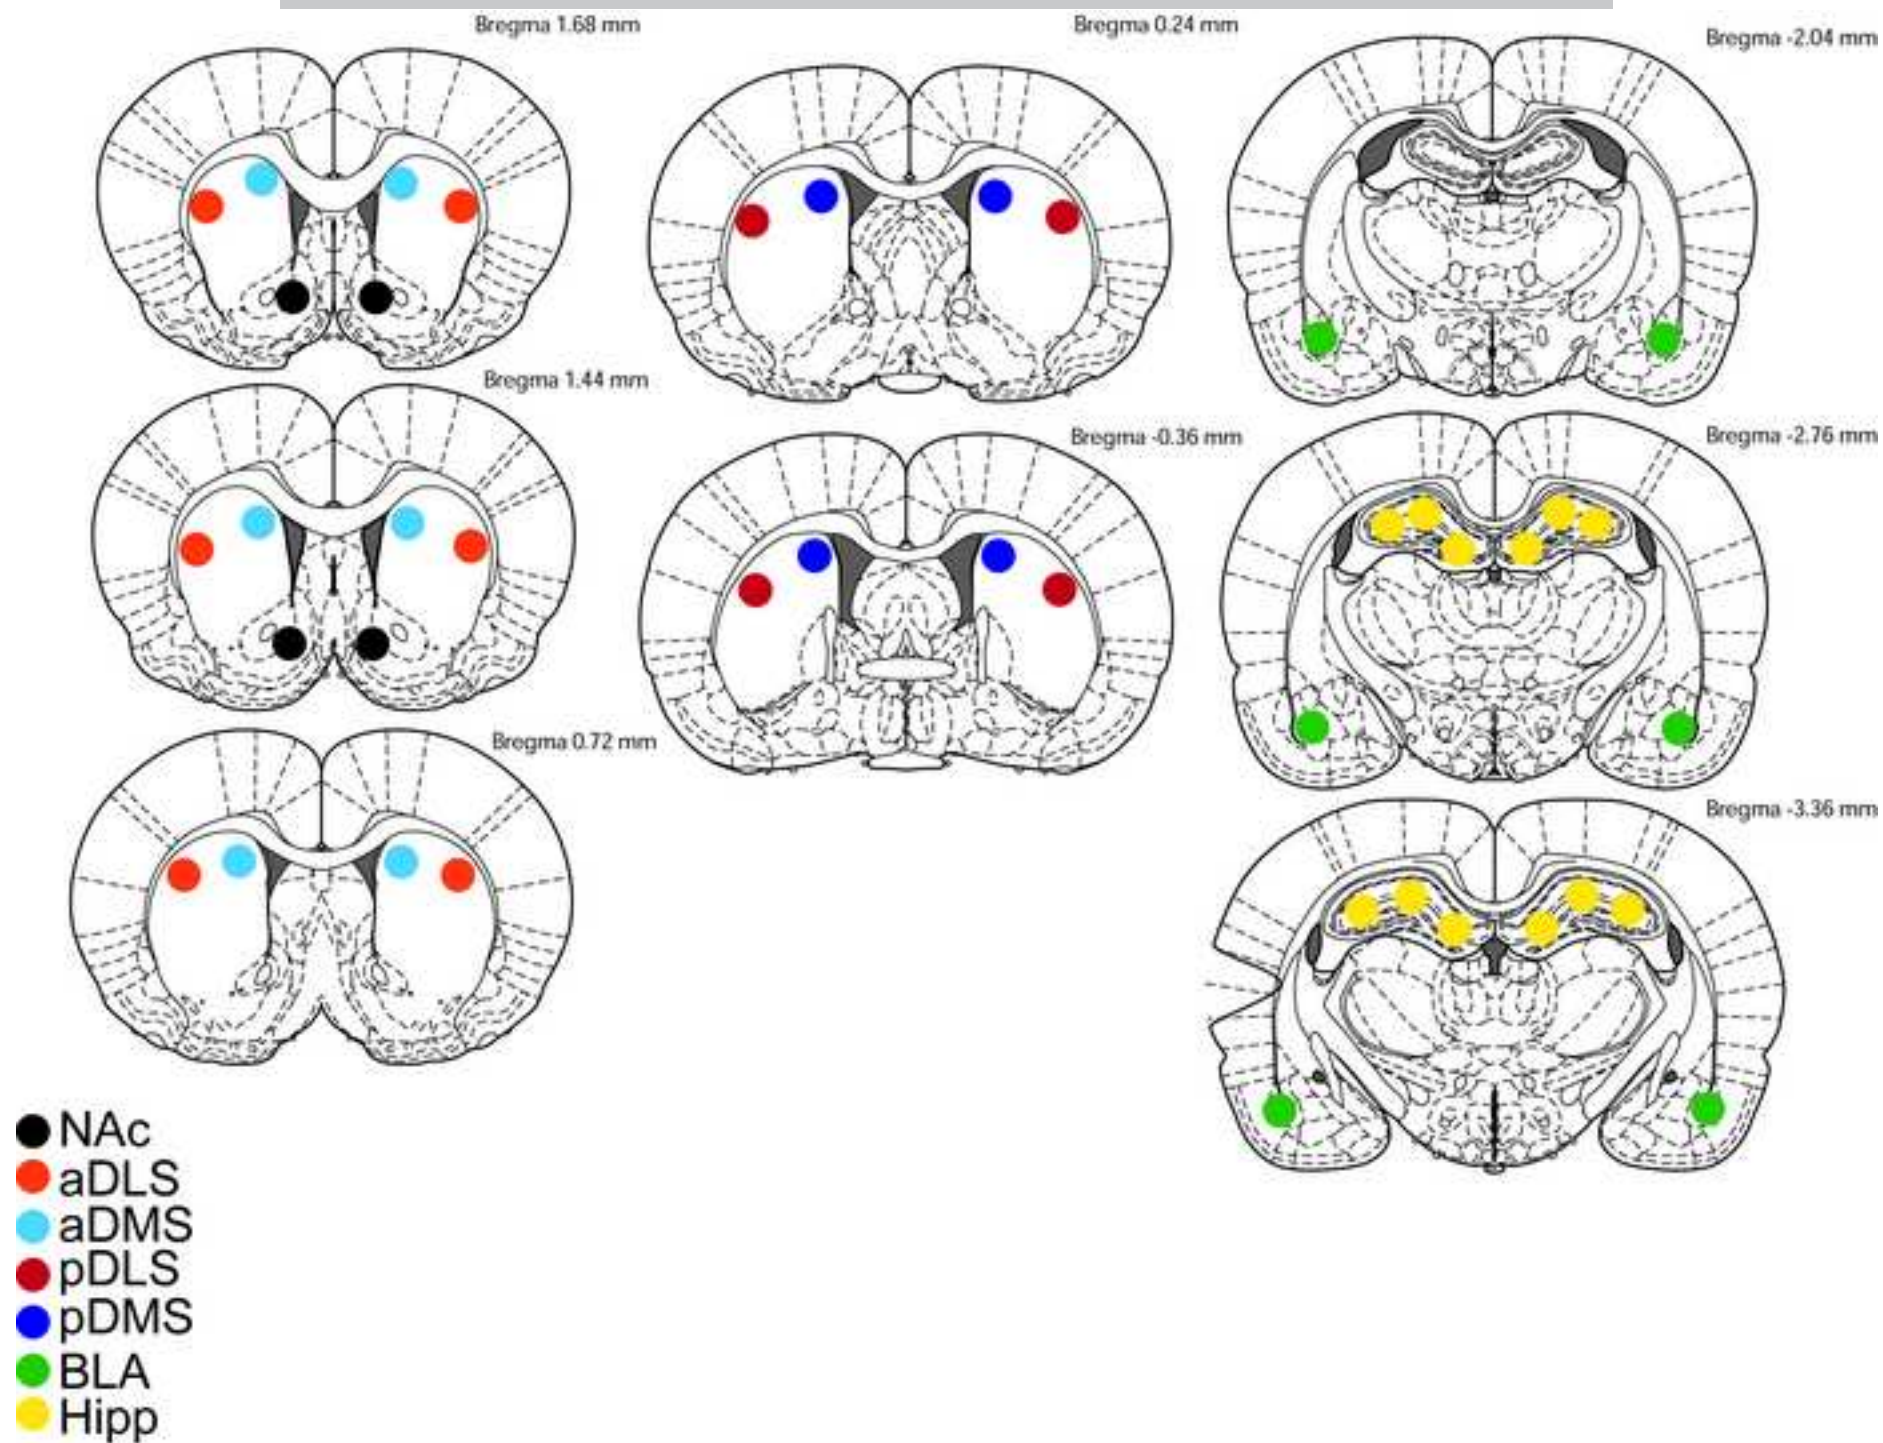 Bregma 1.68 mm
Bregma 0.24 mm
Bregma -2.04 mm
Bregma 1.44 mm
Bregma -0.36 mm
Bregma -2.76 mm
Bregma 0.72 mm
Bregma -3.36 mm
NAc
aDLS
aDMS
pDLS
pDMS
BLA
Hipp